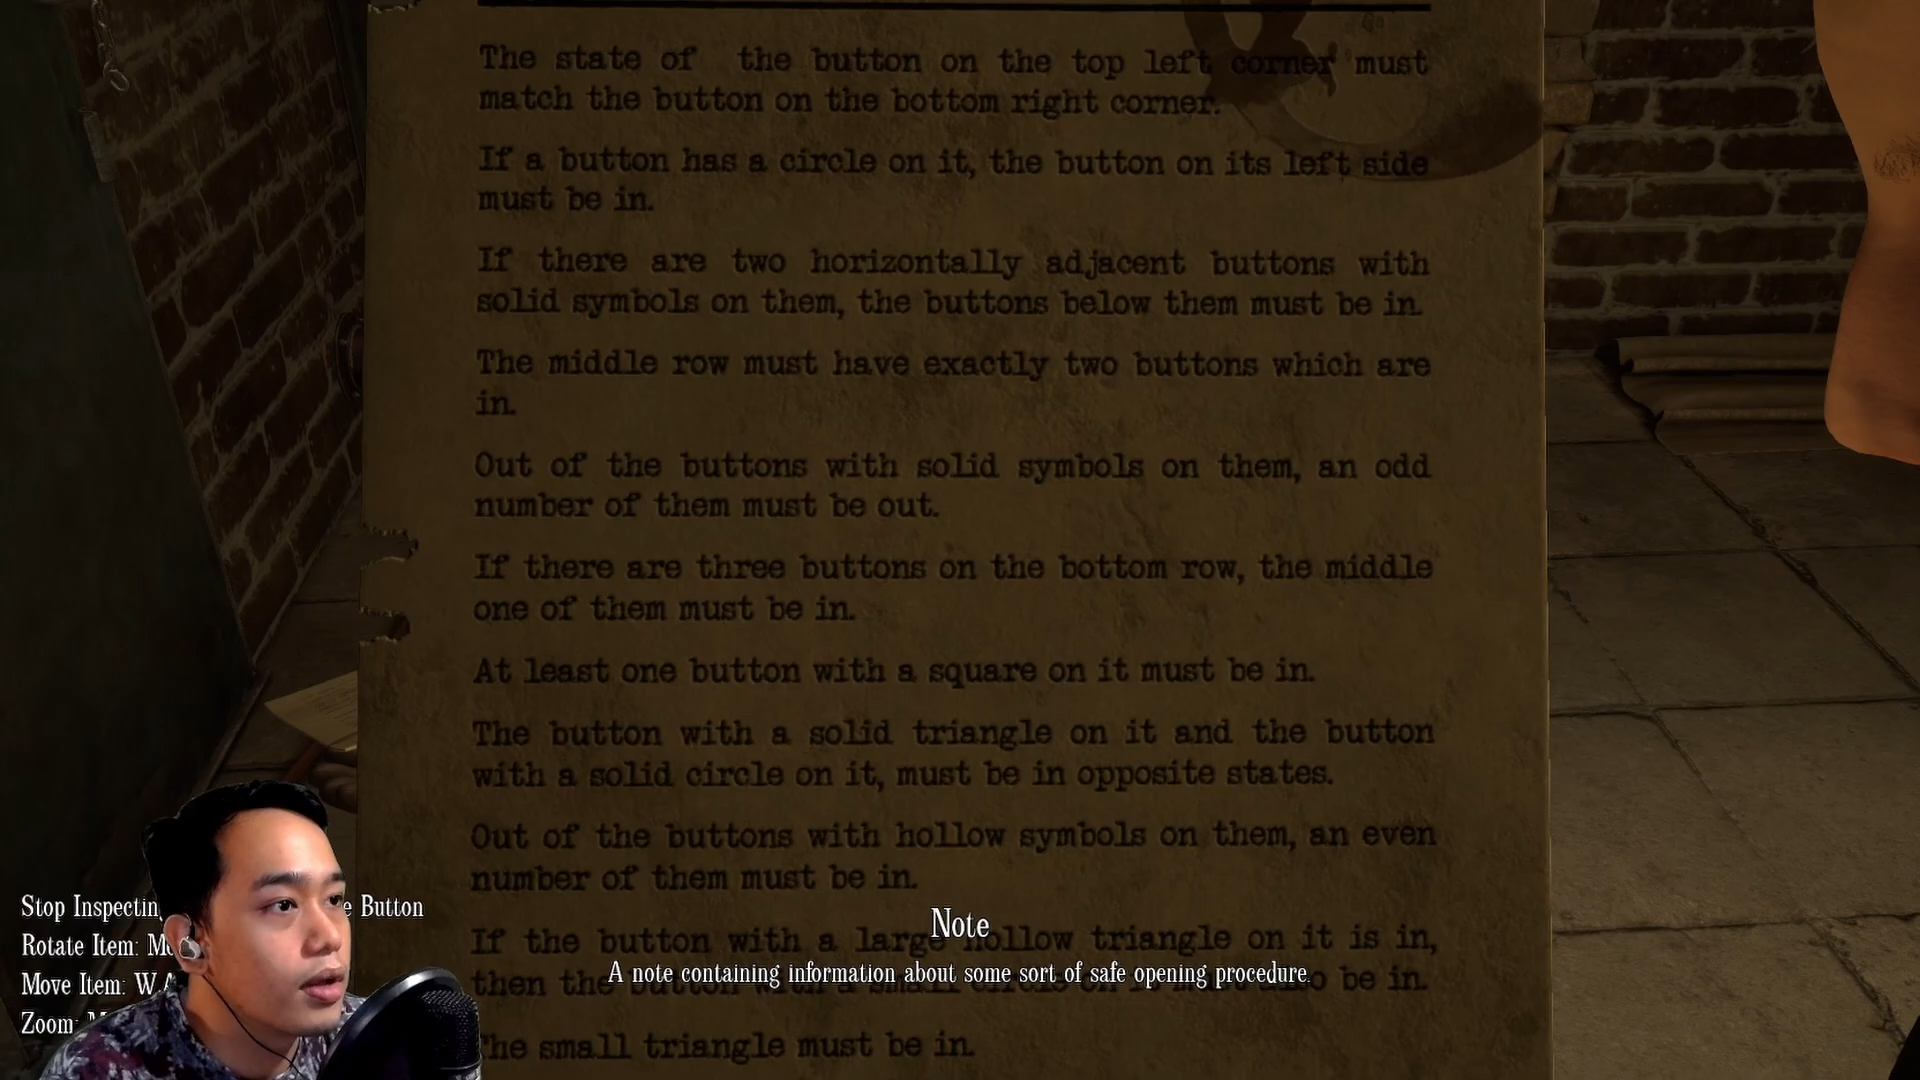 The state of the button on the top left corner must
match the button on the bottom right corner.
If a button has a circle on it, the button on its left side
must be in.
If there are two horizontally adjacent buttons with
solid symbols on them, the buttons below them must be in.
The middle row must have exactly two buttons which are
in.
Out of the buttons with solid symbols on them, an odd
number of them must be out.
If there are three buttons on the bottom row, the middle
one of them must be in.
At least one button with a square on it must be in.
The button with a solid triangle on it and the button
with a solid circle on it, must be in opposite states.
Out of the buttons with hollow symbols on them, an even
number of them must be in.
If the button with a large hollow triangle on it is in,
then the be in.
The small triangle must be in.
Note
A note containing information about some sort of safe opening procedure.
Stop Inspecting Button
Rotate Item:
Move Item:
Zoom: